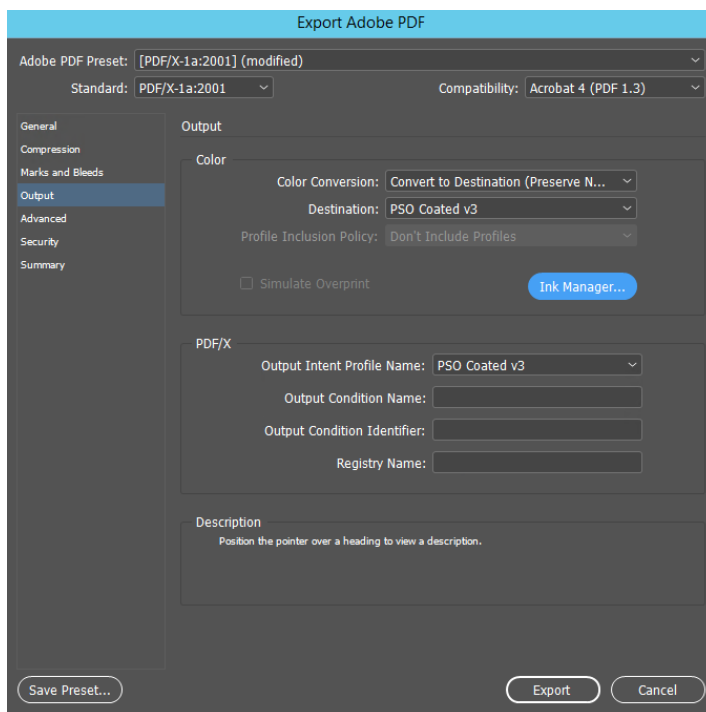 Export Adobe PDF
Adobe PDF Preset: [PDF/X-1a:2001] (modified)
Standard: PDF/X-1a:2001 Compatibility: Acrobat 4 (PDF 1.3)
General
Compression
Marks and Bleeds
Output
Advanced
Security
Summary
Output
Color
Color Conversion: Convert to Destination (Preserve N...
Destination: PSO Coated v3
Profile Inclusion Policy: Don't Include Profiles
Simulate Overprint Ink Manager...
PDF/X
Output Intent Profile Name: PSO Coated v3
Output Condition Name:
Output Condition Identifier:
Registry Name:
Description
Position the pointer over a heading to view a description.
Save Preset... Export Cancel